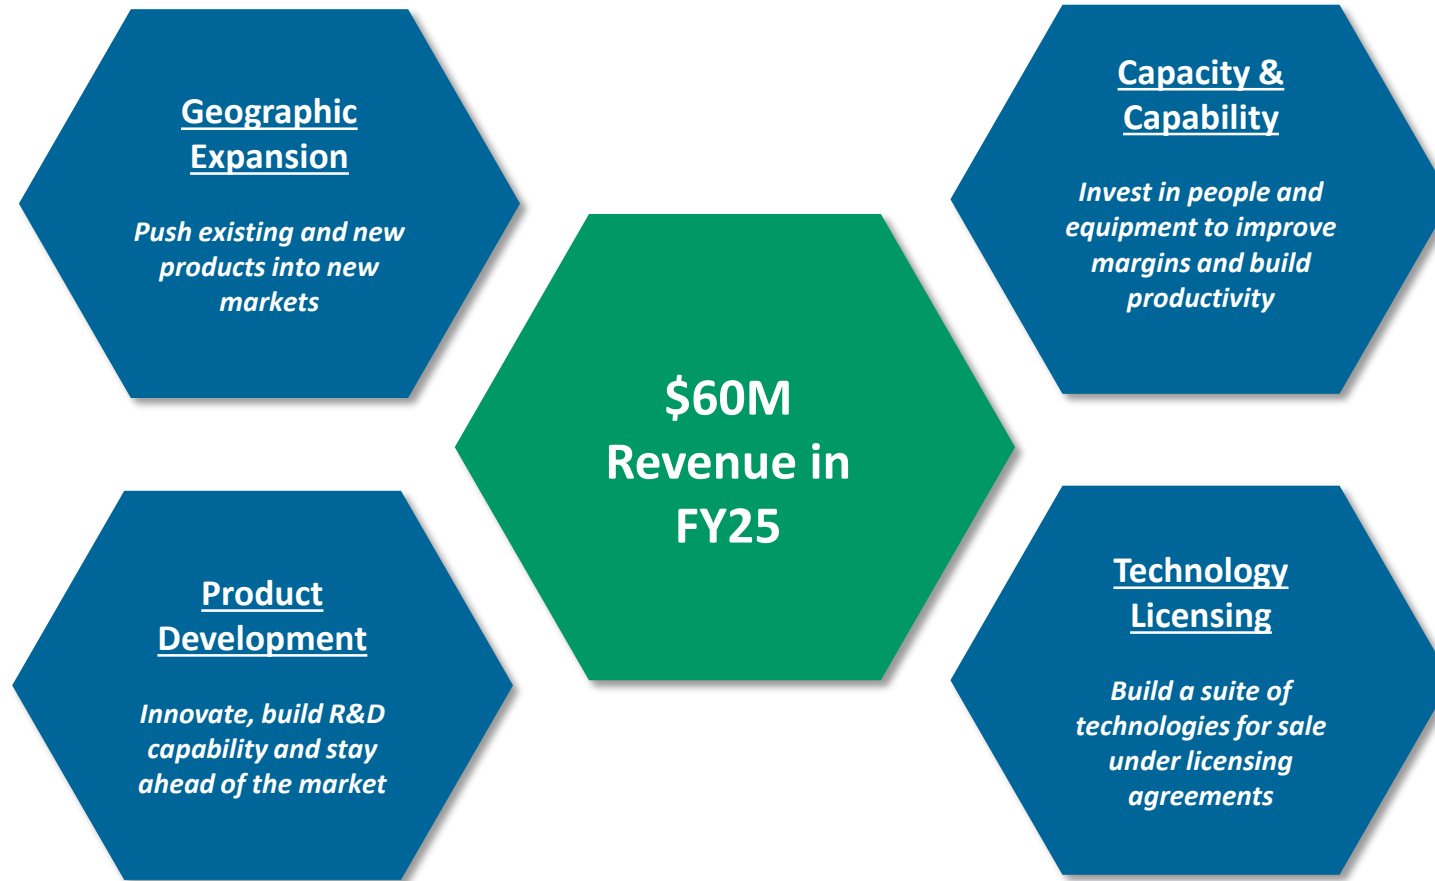 Geographic
Expansion
Push existing and new
products into new
markets
Capacity &
Capability
Invest in people and
equipment to improve
margins and build
productivity
$60M
Revenue in
FY25
Product
Development
Innovate, build R&D
capability and stay
ahead of the market
Technology
Licensing
Build a suite of
technologies for sale
under licensing
agreements